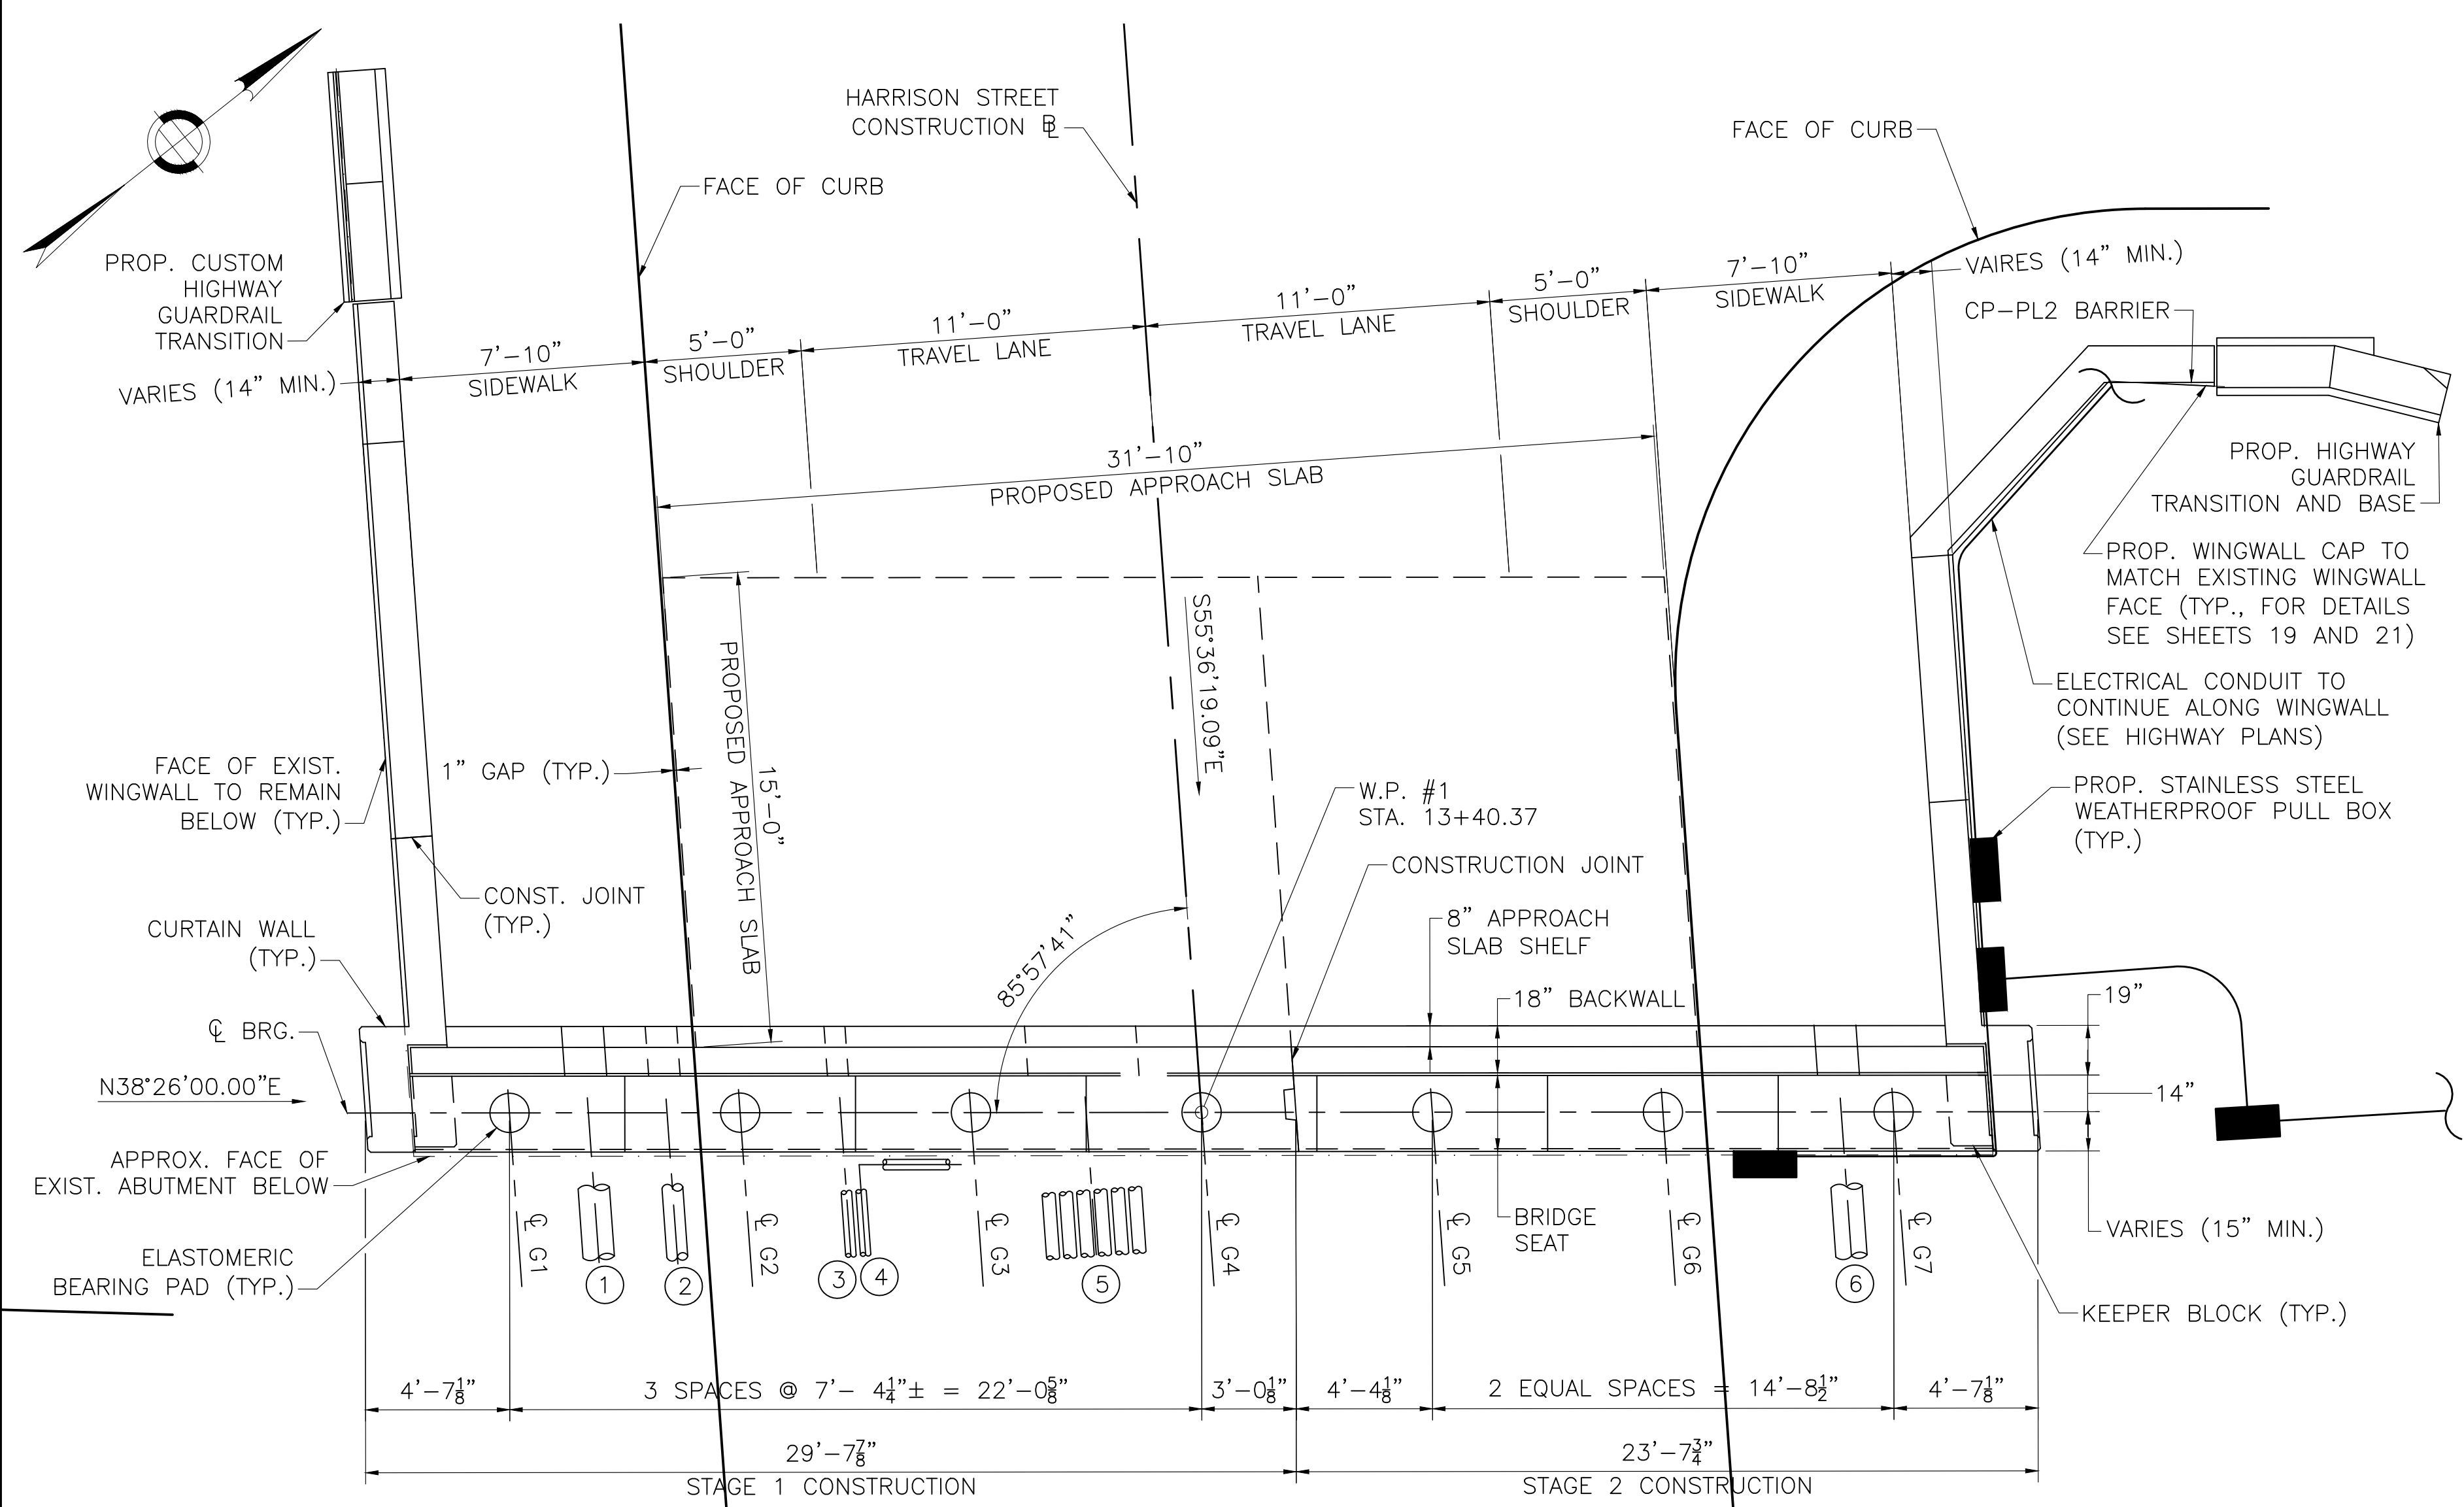 HARRISON STREET
CONSTRUCTION ℄
FACE OF CURB
FACE OF CURB
PROP. CUSTOM
HIGHWAY
GUARDRAIL
TRANSITION
VARIES (14" MIN.)
7'-10"
SIDEWALK
5'-0"
SHOULDER
11'-0"
TRAVEL LANE
11'-0"
TRAVEL LANE
5'-0"
SHOULDER
7'-10"
SIDEWALK
VAIRES (14" MIN.)
CP-PL2 BARRIER
31'-10"
PROPOSED APPROACH SLAB
PROP. HIGHWAY
GUARDRAIL
TRANSITION AND BASE
PROP. WINGWALL CAP TO
MATCH EXISTING WINGWALL
FACE (TYP., FOR DETAILS
SEE SHEETS 19 AND 21)
ELECTRICAL CONDUIT TO
CONTINUE ALONG WINGWALL
(SEE HIGHWAY PLANS)
PROP. STAINLESS STEEL
WEATHERPROOF PULL BOX
(TYP.)
S55°36'19.09"E
15'-0"
PROPOSED APPROACH SLAB
1" GAP (TYP.)
FACE OF EXIST.
WINGWALL TO REMAIN
BELOW (TYP.)
W.P. #1
STA. 13+40.37
CONSTRUCTION JOINT
CONST. JOINT
(TYP.)
CURTAIN WALL
(TYP.)
8" APPROACH
SLAB SHELF
85°57'41"
18" BACKWALL
19"
℄ BRG.
N38°26'00.00"E
14"
APPROX. FACE OF
EXIST. ABUTMENT BELOW
ELASTOMERIC
BEARING PAD (TYP.)
℄ G1
℄ G2
℄ G3
℄ G4
℄ G5
℄ G6
℄ G7
1
2
3
4
5
6
BRIDGE
SEAT
VARIES (15" MIN.)
KEEPER BLOCK (TYP.)
4'-7⅛"
3 SPACES @ 7'- 4¼"± = 22'-0⅝"
3'-0⅛"
4'-4⅛"
2 EQUAL SPACES = 14'-8½"
4'-7⅛"
29'-7⅞"
STAGE 1 CONSTRUCTION
23'-7¾"
STAGE 2 CONSTRUCTION